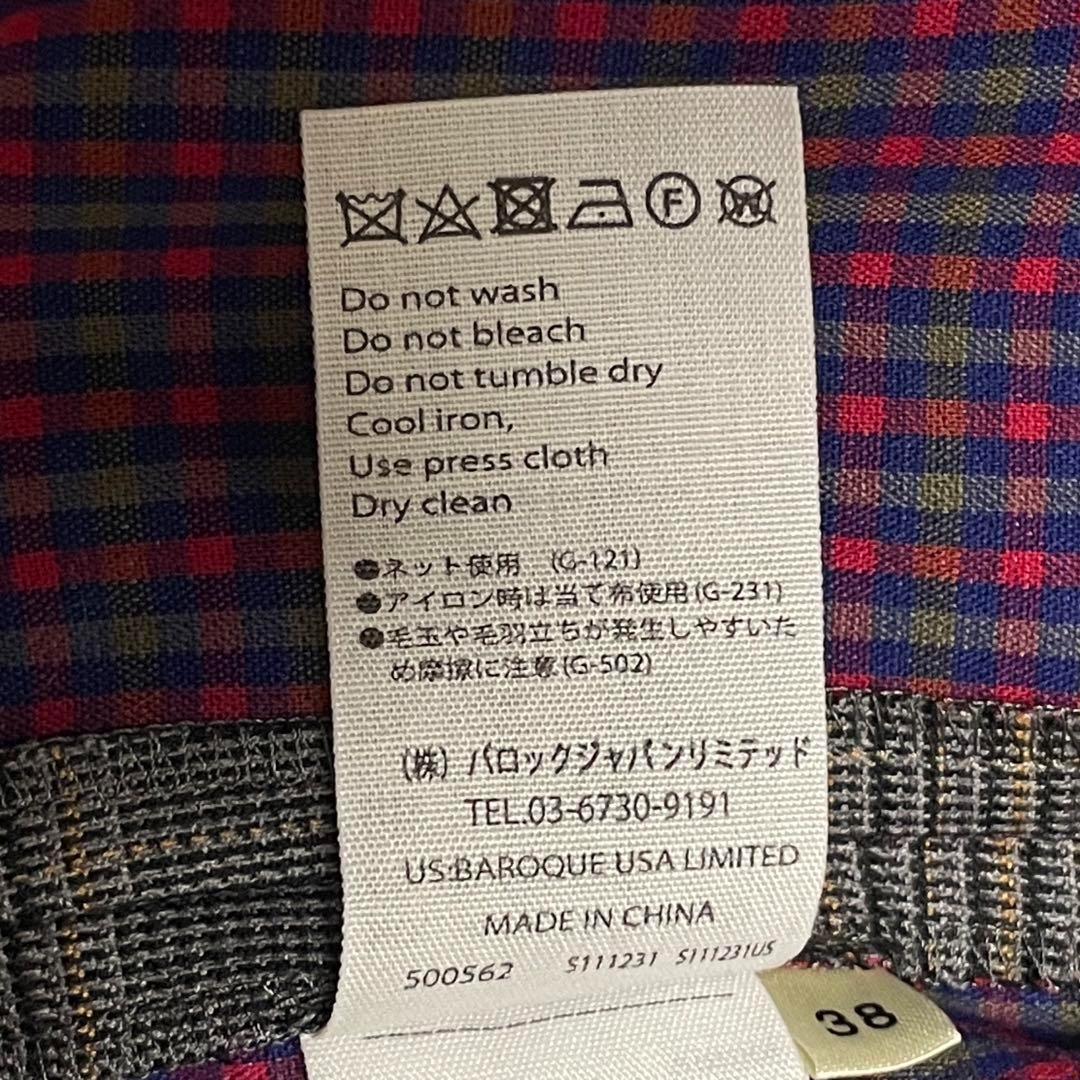 F W
Do not wash
Do not bleach
Do not tumble dry
Cool iron,
Use press cloth
Dry clean
●ネット使用 (G-121)
●アイロン時は当て布使用(G-231)
●毛玉や毛羽立ちが発生しやすいた
め摩擦に注意(G-502)
(株) バロックジャパンリミテッド
TEL.03-6730-9191
US:BAROQUE USA LIMITED
MADE IN CHINA
500562 S111231 S111231US
38